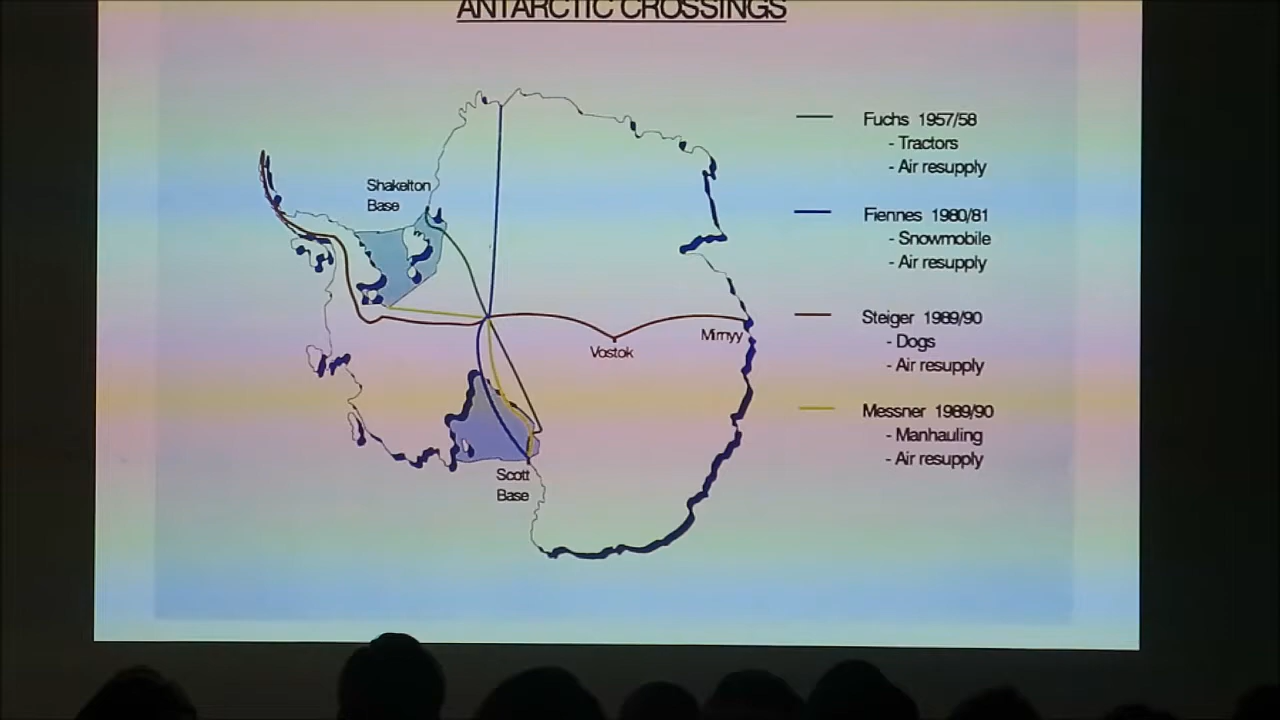 ANTARCTIC CROSSINGS
Shakelton
Base
Vostok
Mirnyy
Scott
Base
Fuchs 1957/58
- Tractors
- Air resupply
Fiennes 1980/81
- Snowmobile
- Air resupply
Steiger 1989/90
- Dogs
- Air resupply
Messner 1989/90
- Manhauling
- Air resupply